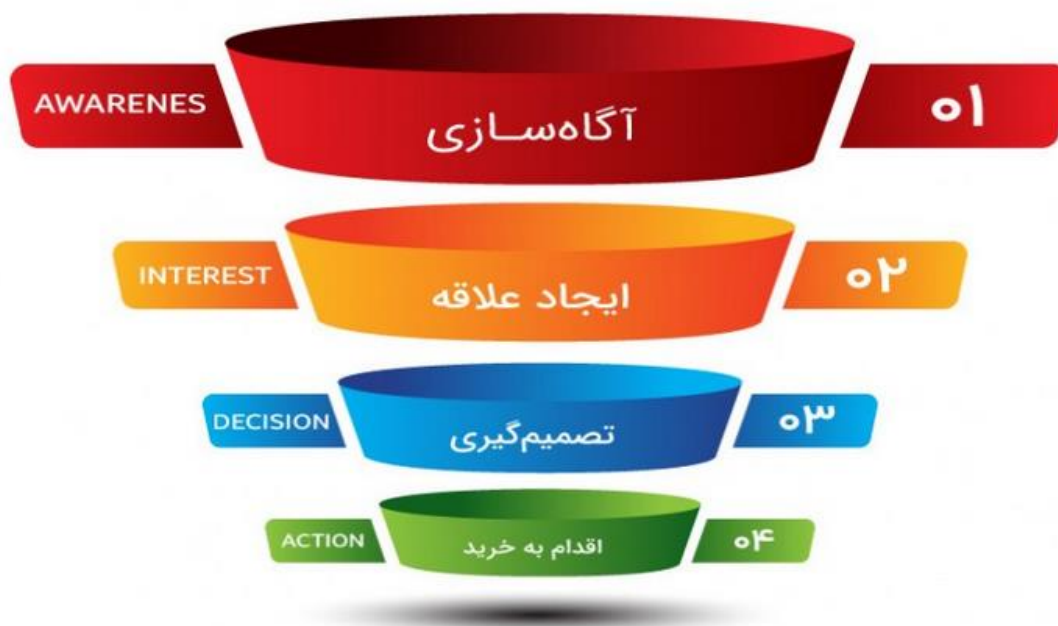 AWARENES
آگاه‌سازی
۰۱
INTEREST
ایجاد علاقه
۰۲
DECISION
تصمیم‌گیری
۰۳
ACTION
اقدام به خرید
۰۴